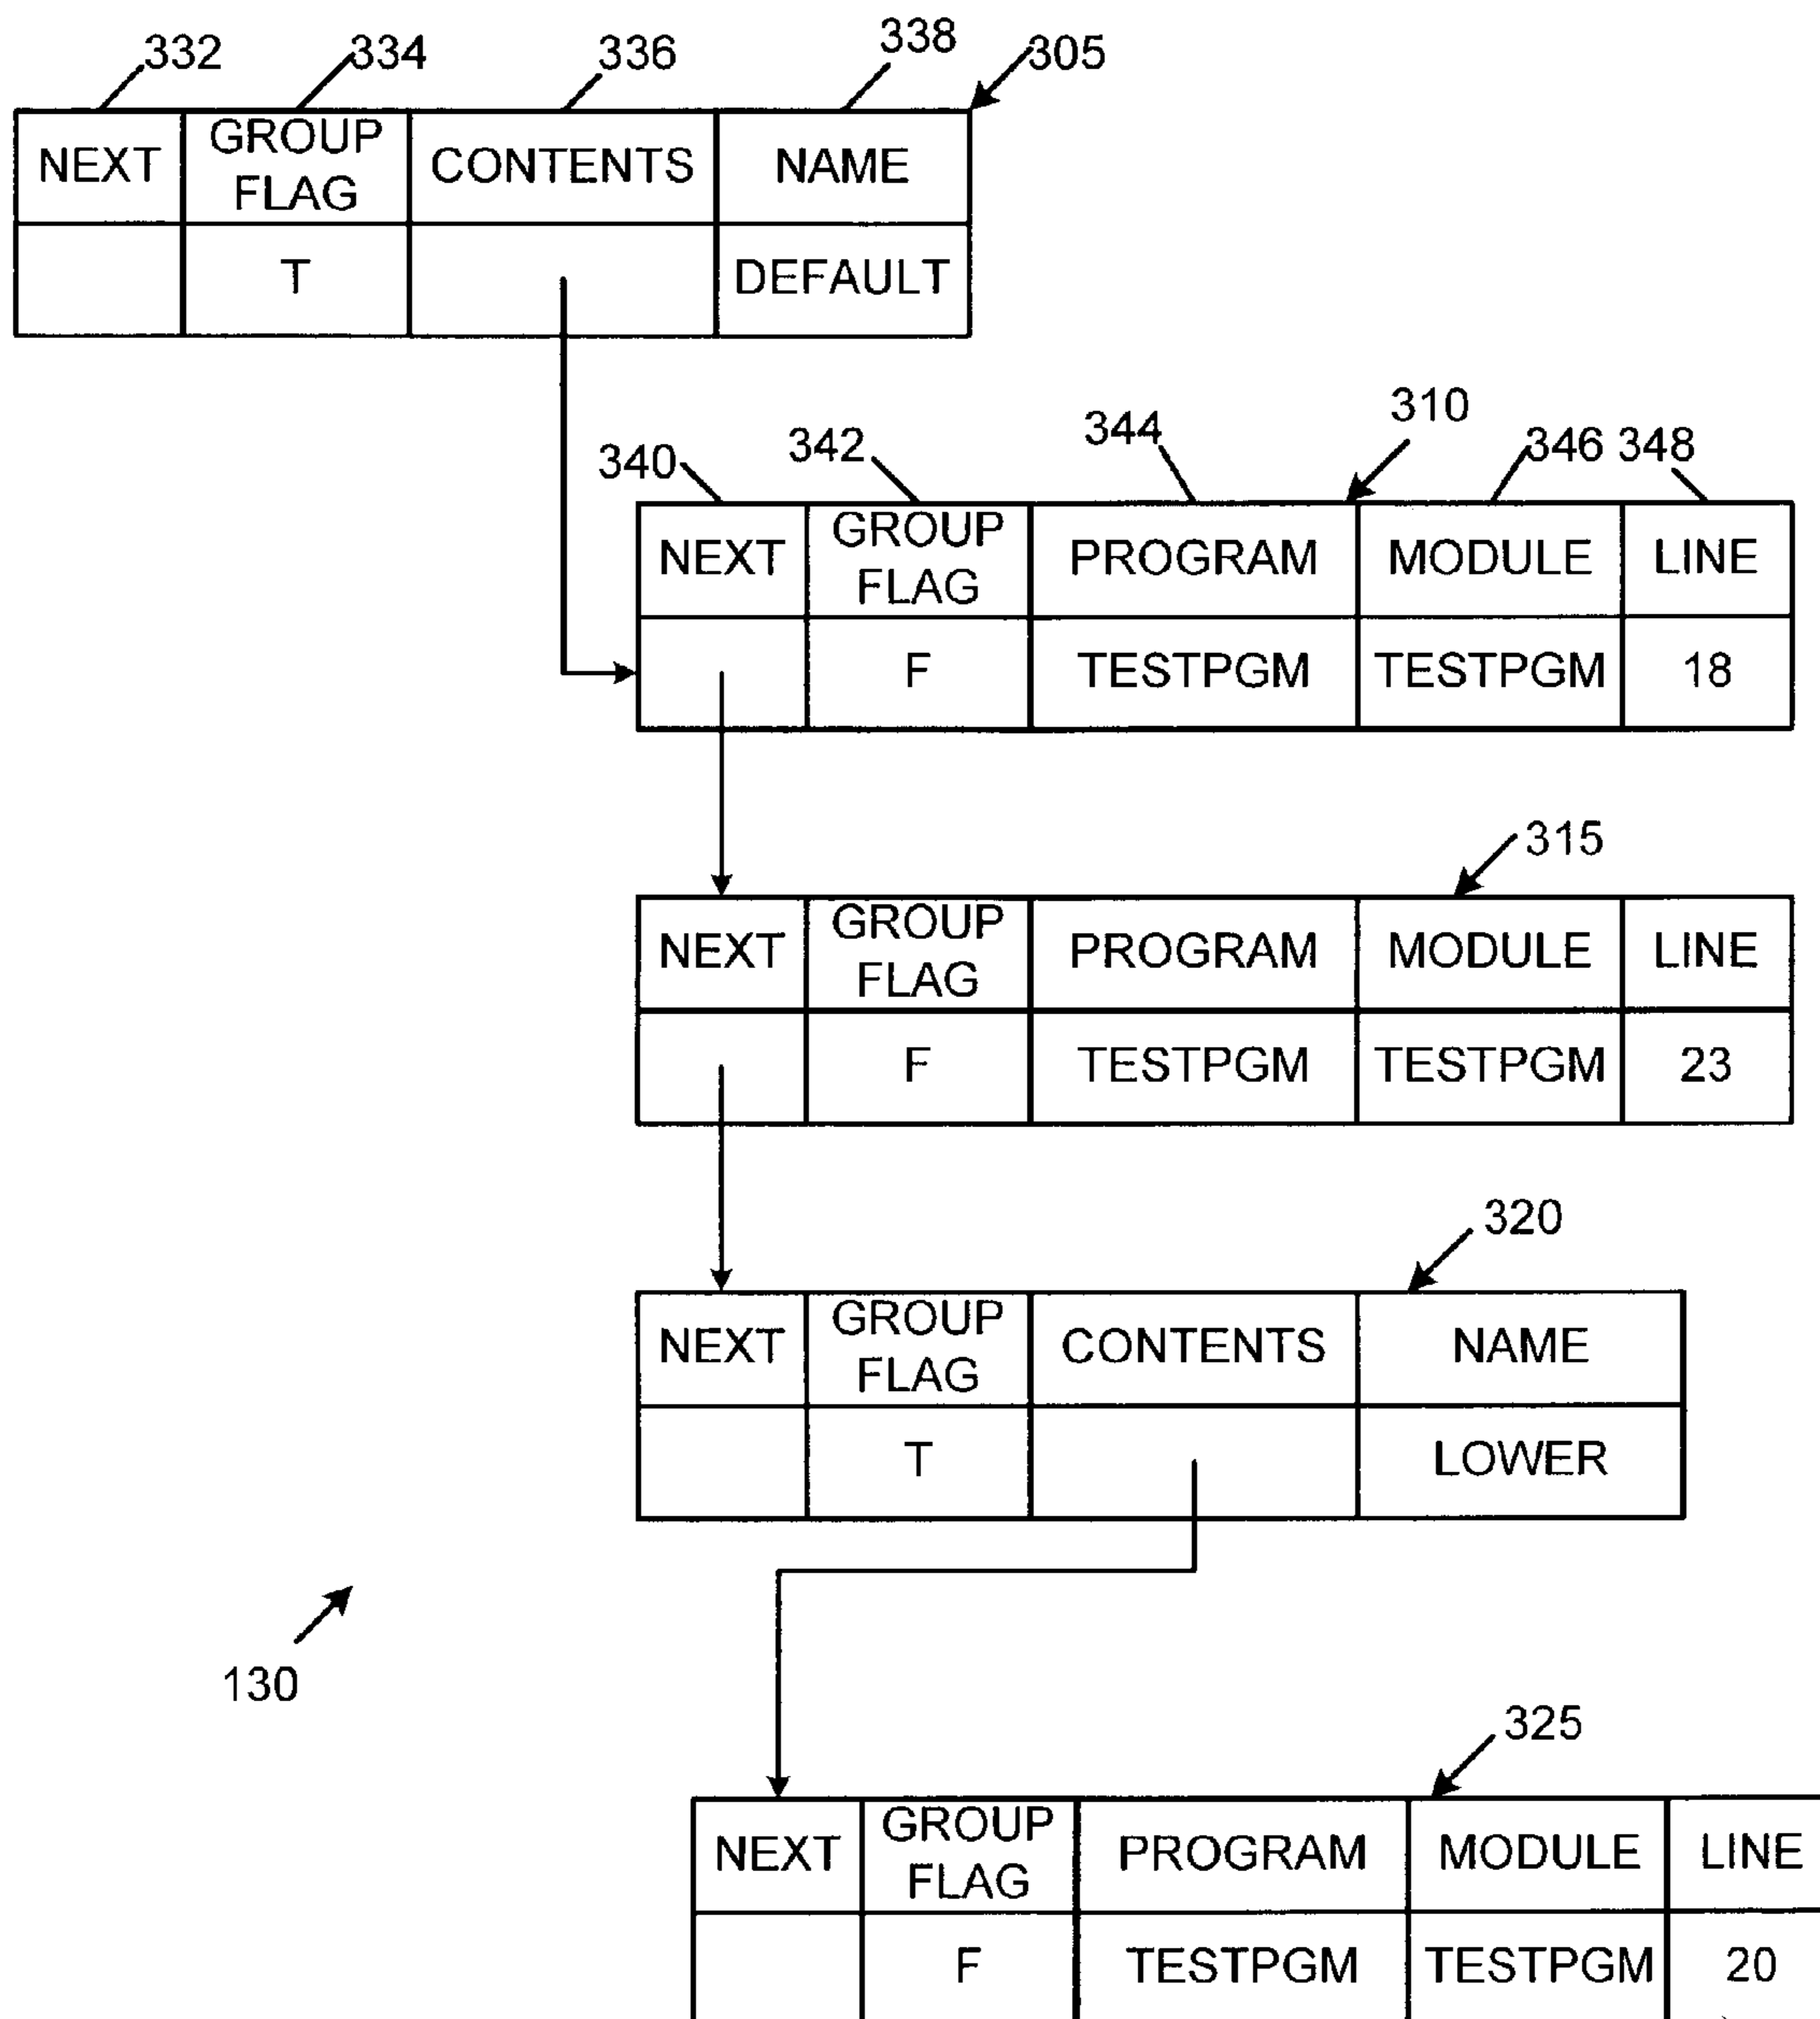 332 334 336 338 305
NEXT GROUP FLAG CONTENTS NAME
T DEFAULT
340 342 344 310 346 348
NEXT GROUP FLAG PROGRAM MODULE LINE
F TESTPGM TESTPGM 18
315
NEXT GROUP FLAG PROGRAM MODULE LINE
F TESTPGM TESTPGM 23
320
NEXT GROUP FLAG CONTENTS NAME
T LOWER
130
325
NEXT GROUP FLAG PROGRAM MODULE LINE
F TESTPGM TESTPGM 20